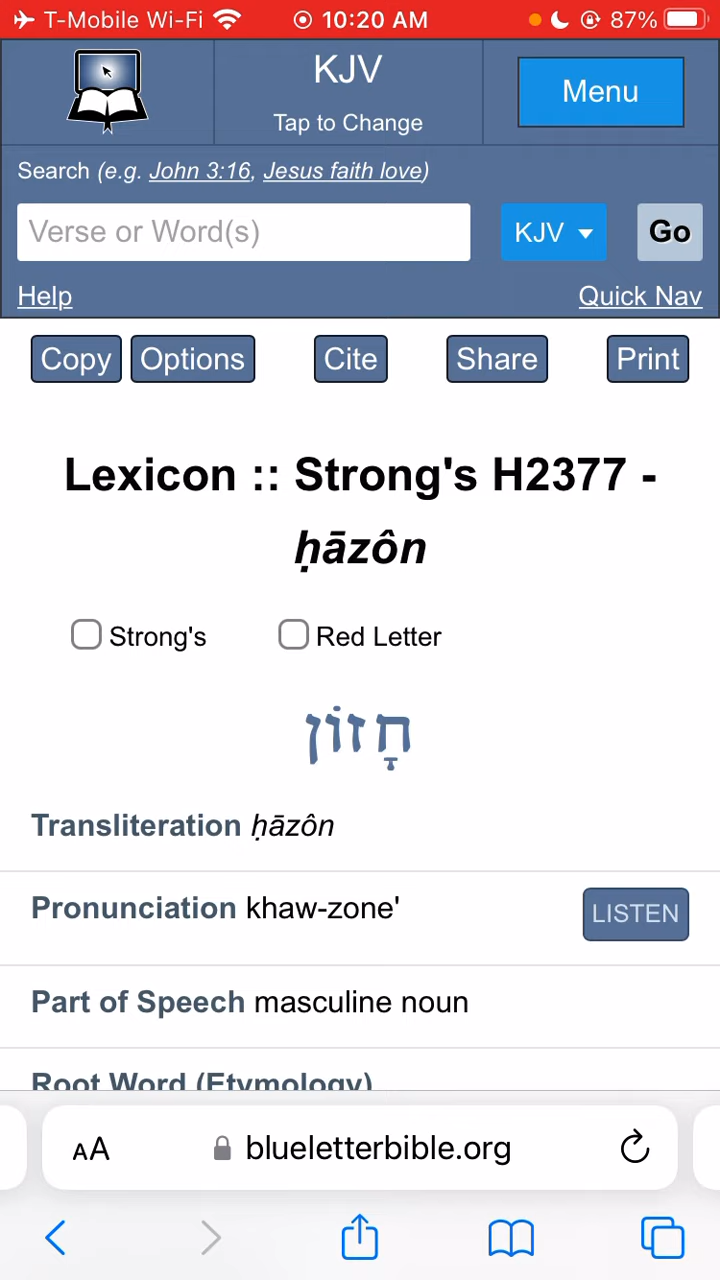 T-Mobile Wi-Fi 10:20 AM 87%
KJV
Tap to Change
Menu
Search (e.g. John 3:16, Jesus faith love)
Verse or Word(s) KJV Go
Help Quick Nav
Copy Options Cite Share Print
Lexicon :: Strong's H2377 -
ḥāzôn
Strong's Red Letter
חָזוֹן
Transliteration ḥāzôn
Pronunciation khaw-zone' LISTEN
Part of Speech masculine noun
Root Word (Etymology)
AA blueletterbible.org